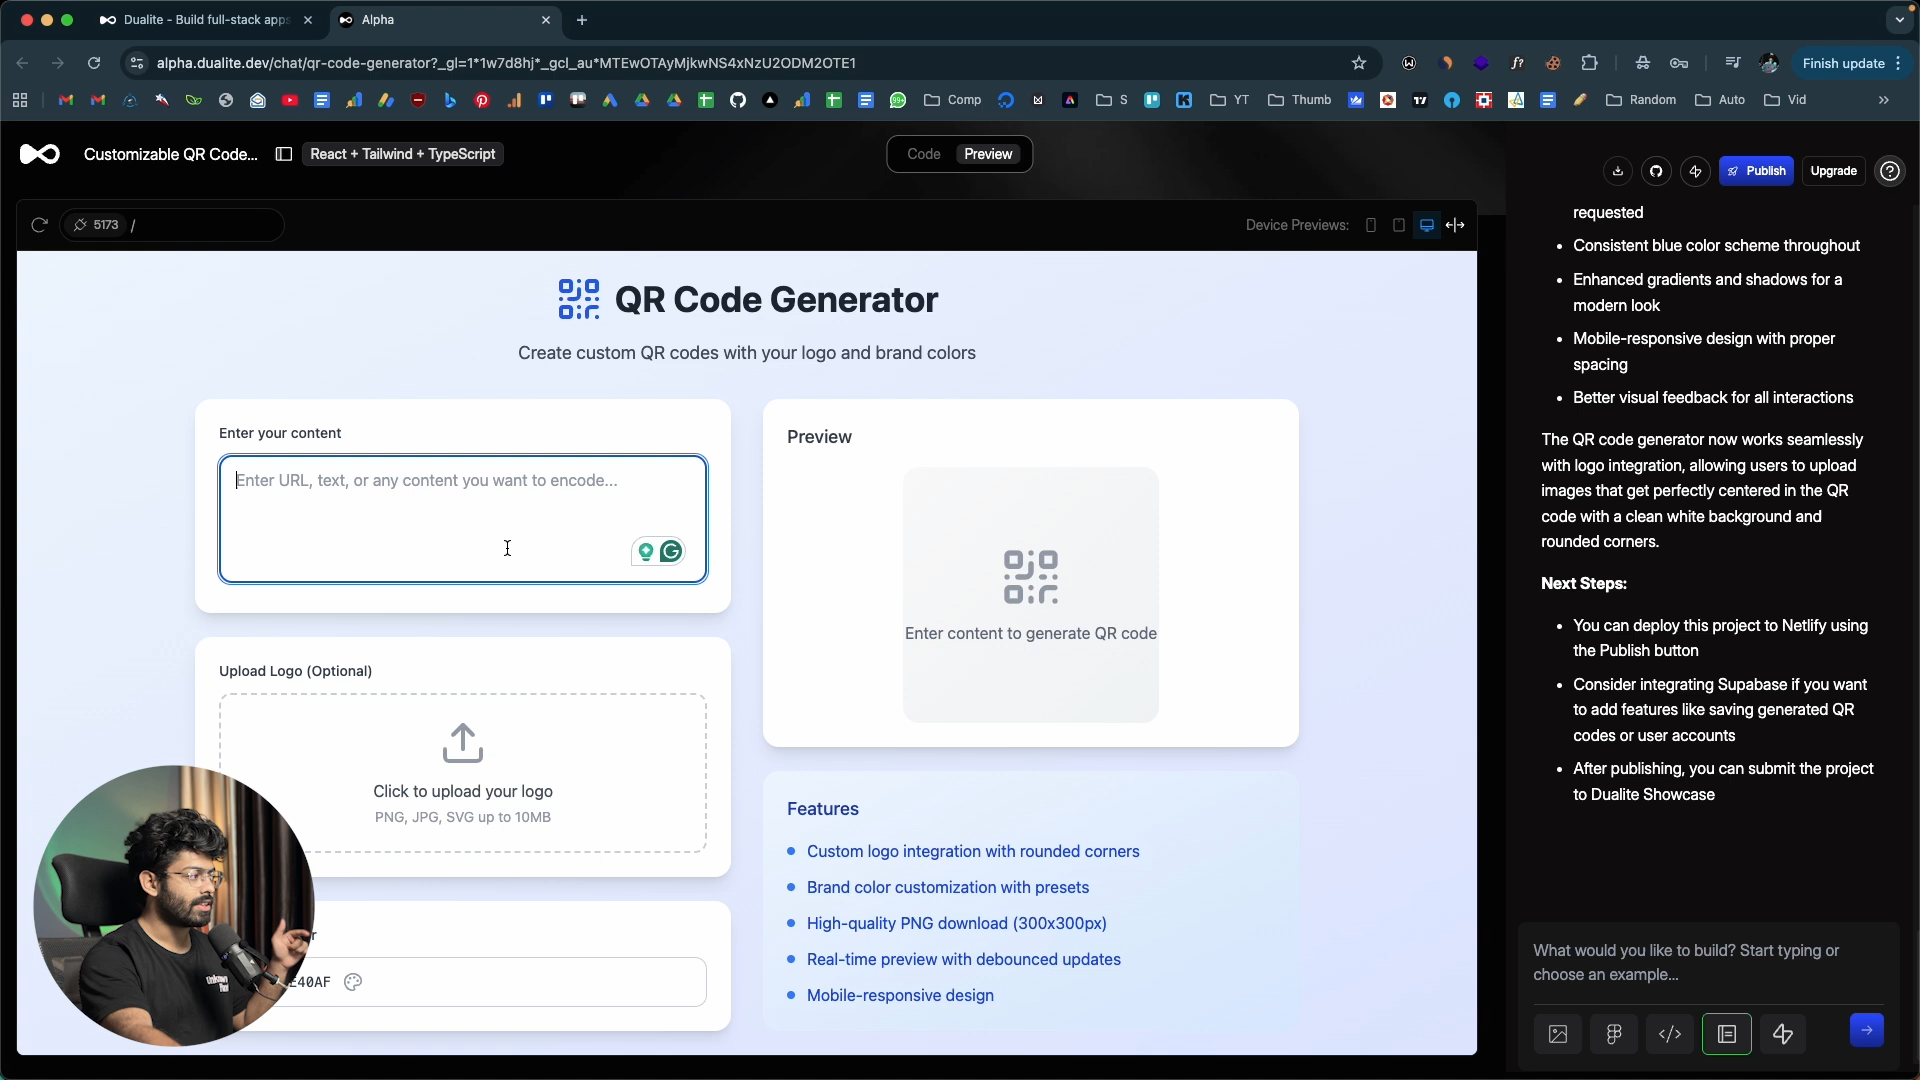 Dualite - Build full-stack apps
Alpha
alpha.dualite.dev/chat/qr-code-generator?_gl=1*1w7d8hj*_gcl_au*MTEwOTAyMjkwNS4xNzU2ODM2OTE1
Finish update
Comp
S
YT
Thumb
Random
Auto
Vid
Customizable QR Code...
React + Tailwind + TypeScript
Code
Preview
Publish
Upgrade
5173 /
Device Previews:
QR Code Generator
Create custom QR codes with your logo and brand colors
Enter your content
Enter URL, text, or any content you want to encode...
Upload Logo (Optional)
Click to upload your logo
PNG, JPG, SVG up to 10MB
E40AF
Preview
Enter content to generate QR code
Features
Custom logo integration with rounded corners
Brand color customization with presets
High-quality PNG download (300x300px)
Real-time preview with debounced updates
Mobile-responsive design
requested
Consistent blue color scheme throughout
Enhanced gradients and shadows for a
modern look
Mobile-responsive design with proper
spacing
Better visual feedback for all interactions
The QR code generator now works seamlessly
with logo integration, allowing users to upload
images that get perfectly centered in the QR
code with a clean white background and
rounded corners.
Next Steps:
You can deploy this project to Netlify using
the Publish button
Consider integrating Supabase if you want
to add features like saving generated QR
codes or user accounts
After publishing, you can submit the project
to Dualite Showcase
What would you like to build? Start typing or
choose an example...